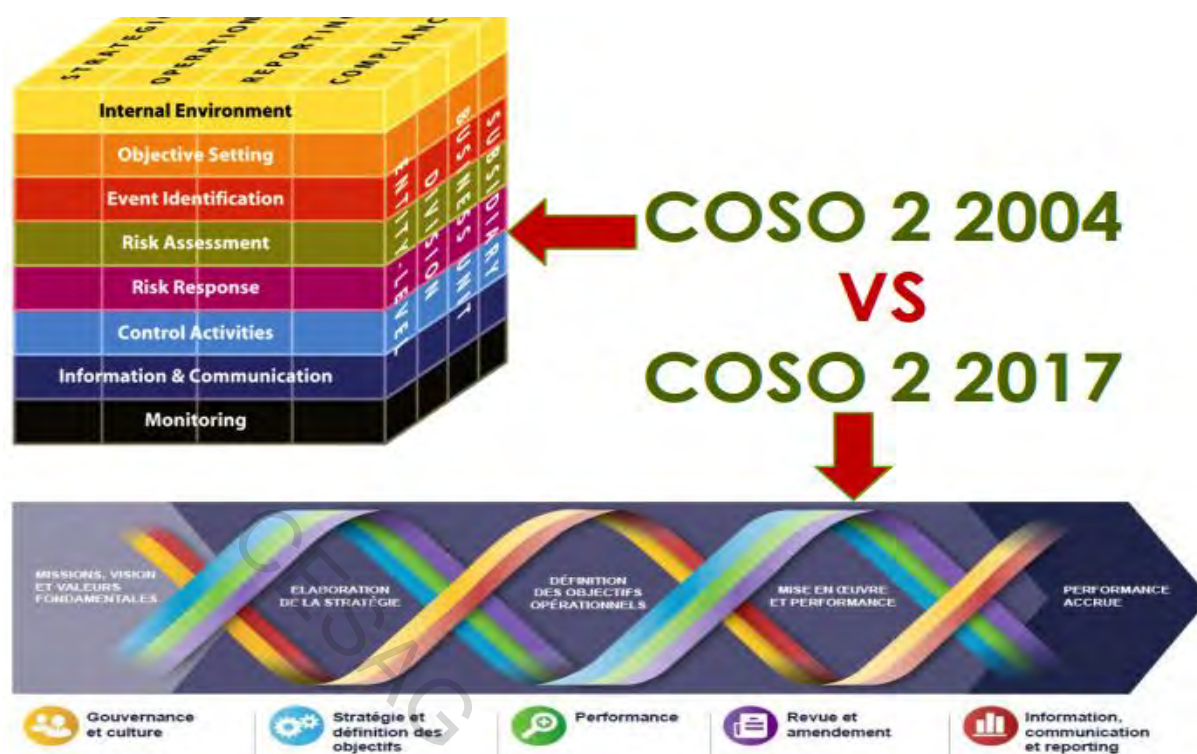 STRATEGIC
OPERATIONS
REPORTING
COMPLIANCE
Internal Environment
Objective Setting
Event Identification
Risk Assessment
Risk Response
Control Activities
Information & Communication
Monitoring
ENTITY-LEVEL
DIVISION
BUSINESS UNIT
SUBSIDIARY
COSO 2 2004
VS
COSO 2 2017
MISSIONS, VISION
ET VALEURS
FONDAMENTALES
ELABORATION
DE LA STRATÉGIE
DÉFINITION
DES OBJECTIFS
OPÉRATIONNELS
MISE EN ŒUVRE
ET PERFORMANCE
PERFORMANCE
ACCRUE
Gouvernance
et culture
Stratégie et
définition des
objectifs
Performance
Revue et
amendement
Information,
communication
et reporting